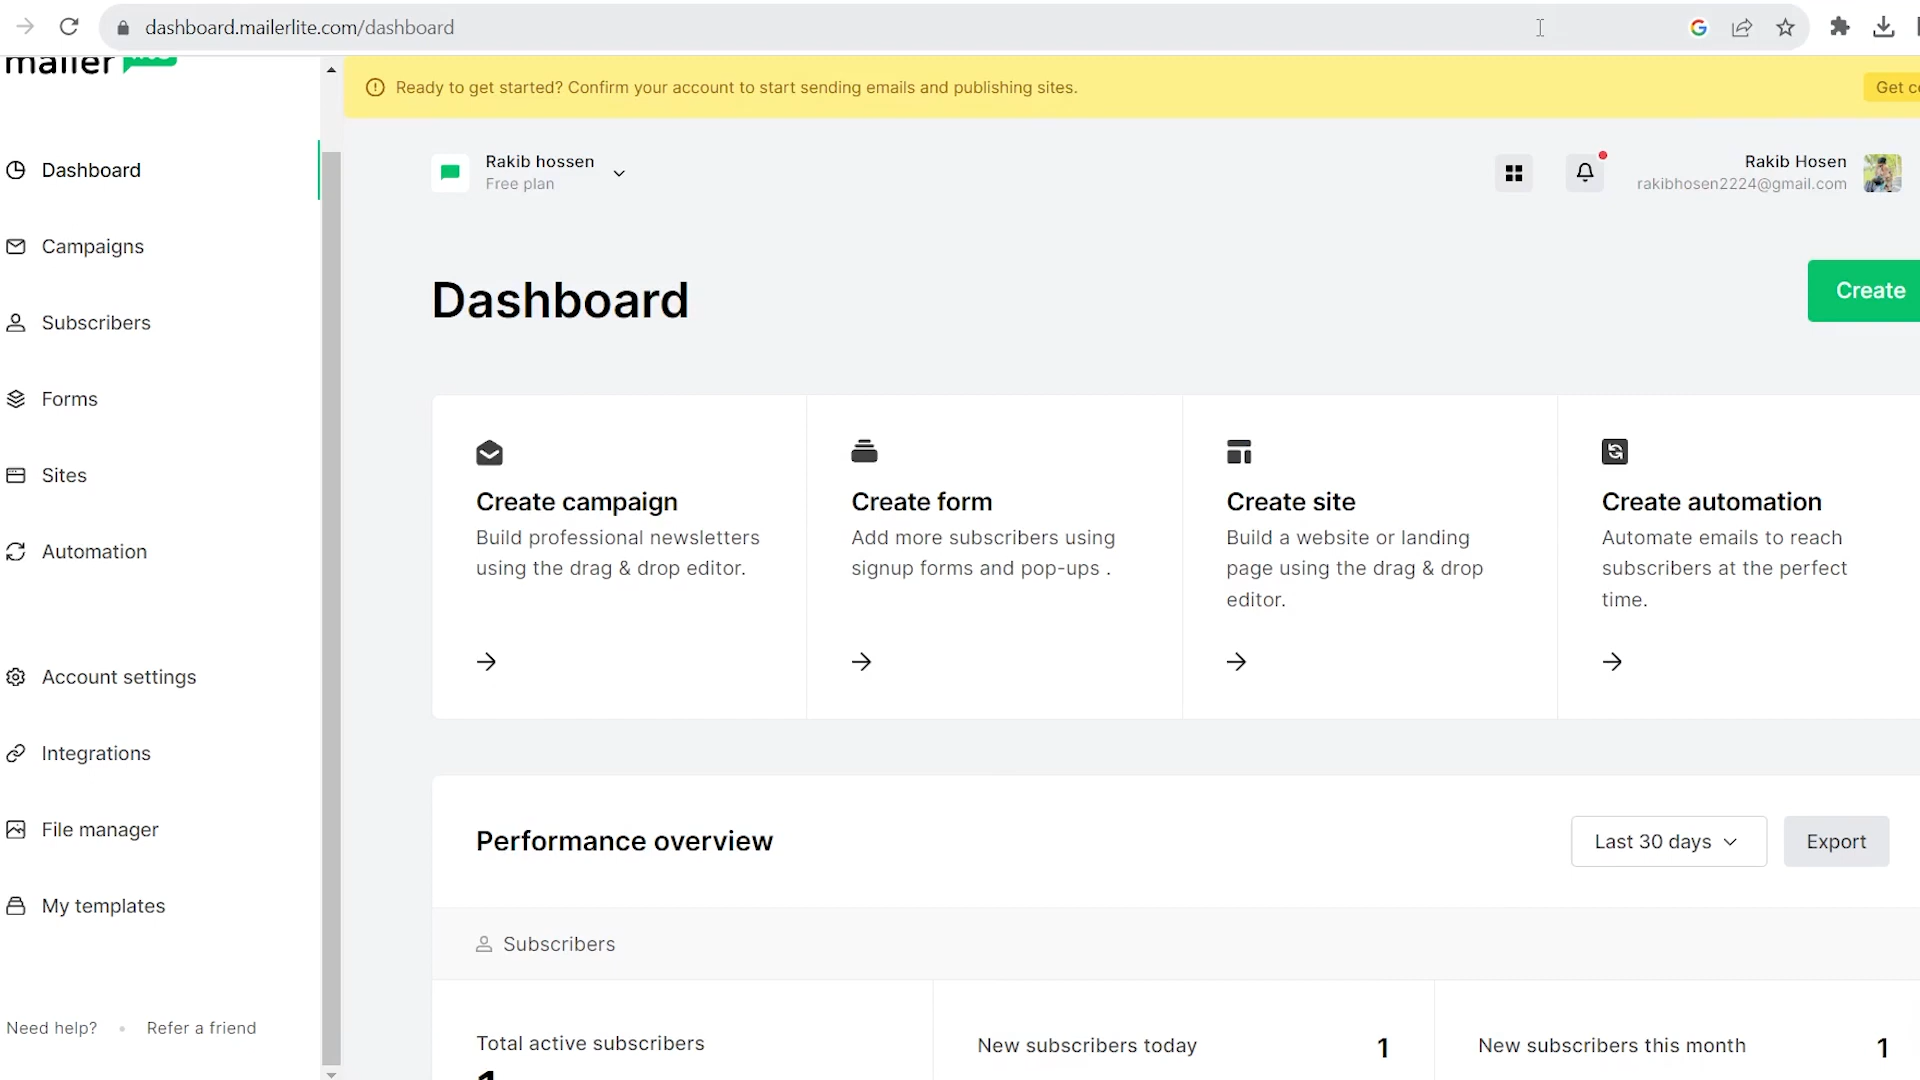 dashboard.mailerlite.com/dashboard
mailer lite
Ready to get started? Confirm your account to start sending emails and publishing sites.
Get co
Rakib hossen
Free plan
Rakib Hosen
rakibhosen2224@gmail.com
Dashboard
Campaigns
Subscribers
Forms
Sites
Automation
Account settings
Integrations
File manager
My templates
Need help? • Refer a friend
Dashboard
Create
Create campaign
Build professional newsletters
using the drag & drop editor.
Create form
Add more subscribers using
signup forms and pop-ups .
Create site
Build a website or landing
page using the drag & drop
editor.
Create automation
Automate emails to reach
subscribers at the perfect
time.
Performance overview
Last 30 days
Export
Subscribers
Total active subscribers
1
New subscribers today
1
New subscribers this month
1